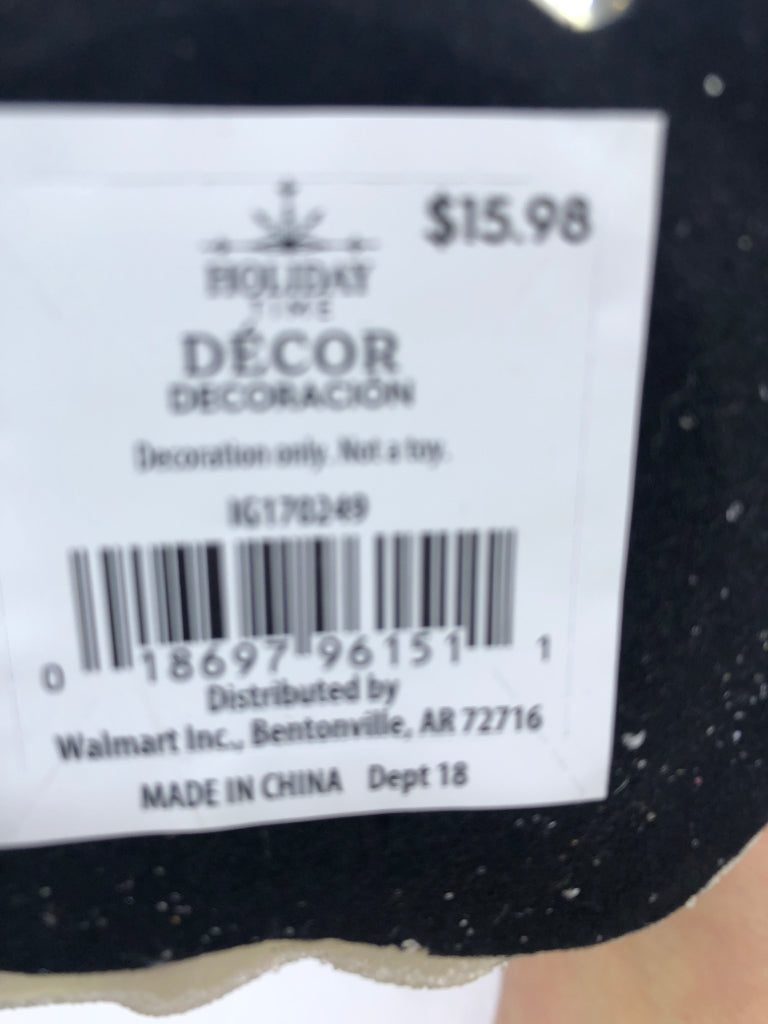 $15.98
HOLIDAY
TIME
DÉCOR
DECORACIÓN
Decoration only. Not a toy.
IG170249
0 18697 96151 1
Distributed by
Walmart Inc., Bentonville, AR 72716
MADE IN CHINA Dept 18